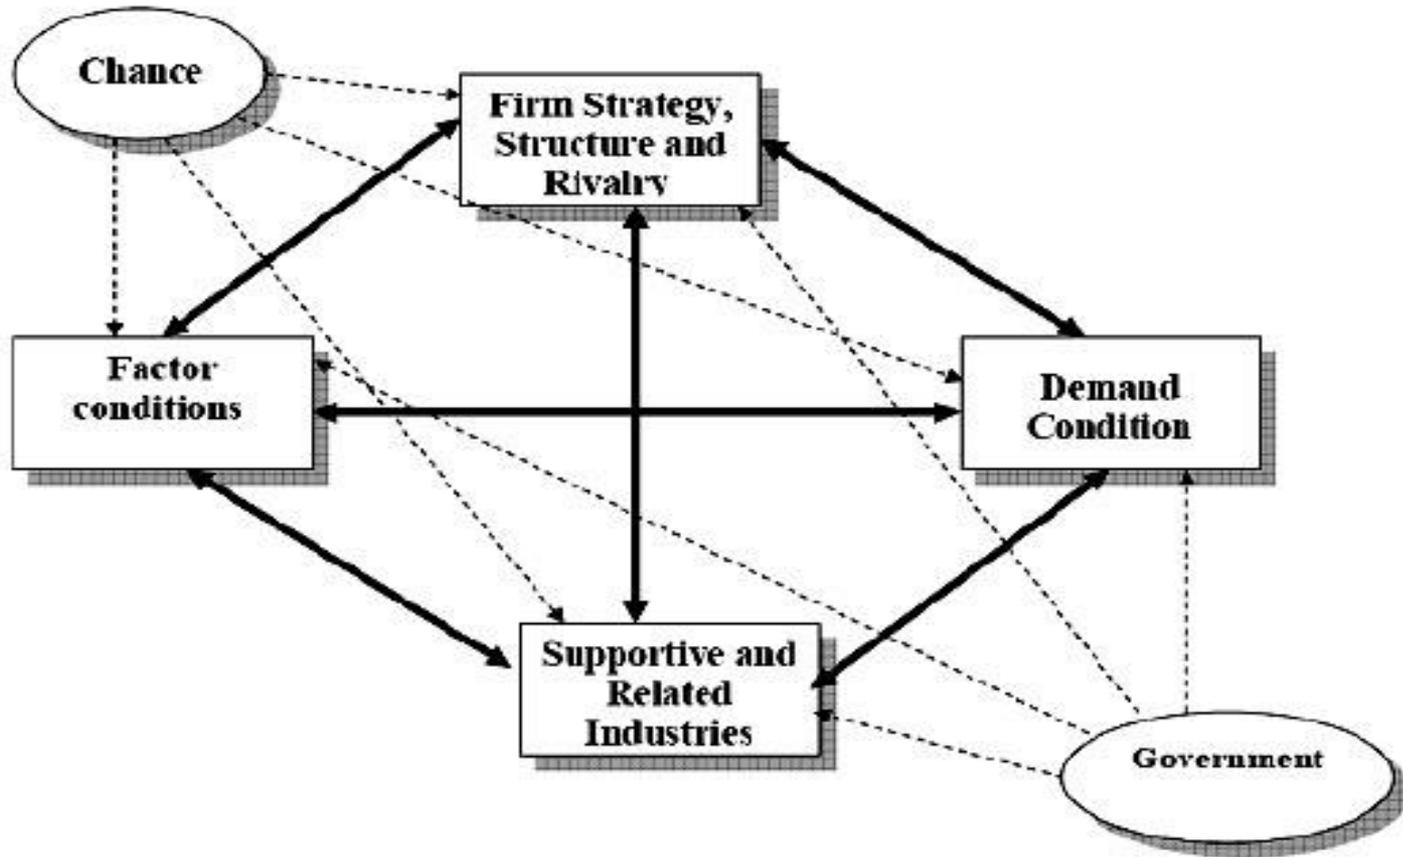 Chance
Firm Strategy,
Structure and
Rivalry
Factor
conditions
Demand
Condition
Supportive and
Related
Industries
Government